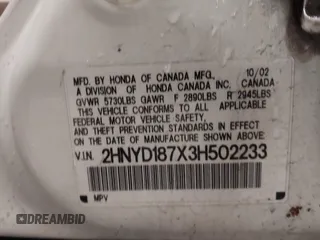 MFD. BY HONDA OF CANADA MFG., 10/02
A DIVISION OF HONDA CANADA INC. CANADA
GVWR 5730LBS GAWR F 2890LBS R 2945LBS
THIS VEHICLE CONFORMS TO ALL APPLICABLE
FEDERAL MOTOR VEHICLE SAFETY,
AND THEFT PREVENTION STANDARDS IN EFFECT
ON THE DATE OF MANUFACTURE SHOWN ABOVE.
V.I.N. 2HNYD187X3H502233
MPV
DREAMBID